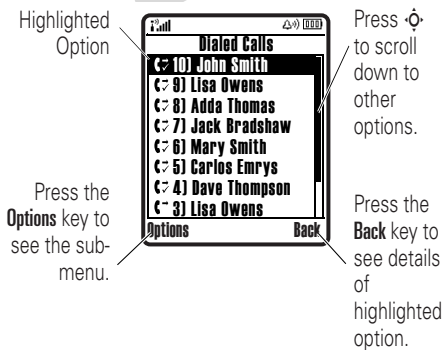 Highlighted
Option
Dialed Calls
10) John Smith
9) Lisa Owens
8) Adda Thomas
7) Jack Bradshaw
6) Mary Smith
5) Carlos Emrys
4) Dave Thompson
3) Lisa Owens
Options Back
Press the
Options key to
see the sub-
menu.
Press
to scroll
down to
other
options.
Press the
Back key to
see details
of
highlighted
option.